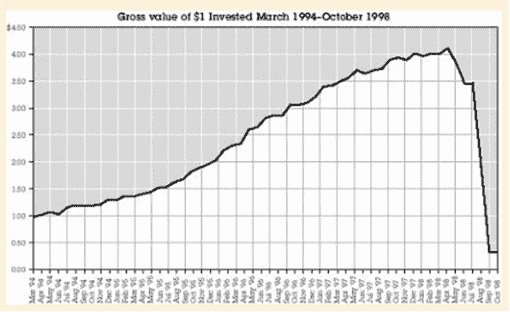 Gross value of $1 Invested March 1994–October 1998
$4.50
4.00
3.50
3.00
2.50
2.00
1.50
1.00
0.50
0.00
Mar 94
Apr 94
May 94
Jun 94
Jul 94
Aug 94
Sep 94
Oct 94
Nov 94
Dec 94
Jan 95
Feb 95
Mar 95
Apr 95
May 95
Jun 95
Jul 95
Aug 95
Sep 95
Oct 95
Nov 95
Dec 95
Jan 96
Feb 96
Mar 96
Apr 96
May 96
Jun 96
Jul 96
Aug 96
Sep 96
Oct 96
Nov 96
Dec 96
Jan 97
Feb 97
Mar 97
Apr 97
May 97
Jun 97
Jul 97
Aug 97
Sep 97
Oct 97
Nov 97
Dec 97
Jan 98
Feb 98
Mar 98
Apr 98
May 98
Jun 98
Jul 98
Aug 98
Sep 98
Oct 98